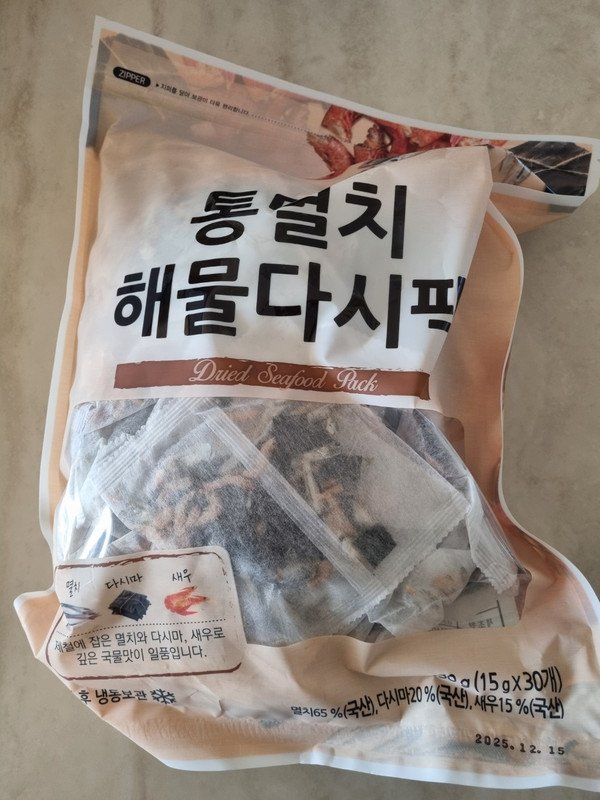 ZIPPER
▶지퍼를 닫아 보관이 더욱 편리합니다.
통멸치
해물다시팩
Dried Seafood Pack
멸치 다시마 새우
제철에 잡은 멸치와 다시마, 새우로
깊은 국물맛이 일품입니다.
후 냉동보관
g (15 g X 30개)
멸치65 %(국산), 다시마20 %(국산), 새우15 %(국산)
2025. 12. 15